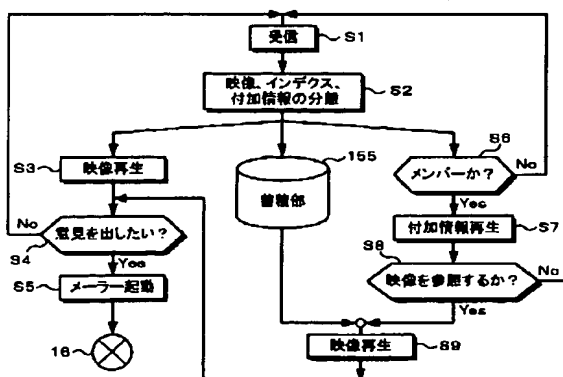 受信
S1
映像、インデクス、
付加情報の分離
S2
S3
映像再生
155
蓄積部
S6
メンバーか?
No
Yes
付加情報再生
S7
No
意見を出したい?
S4
Yes
S8
映像を参照するか?
No
Yes
S5
メーラー起動
16
映像再生
S9